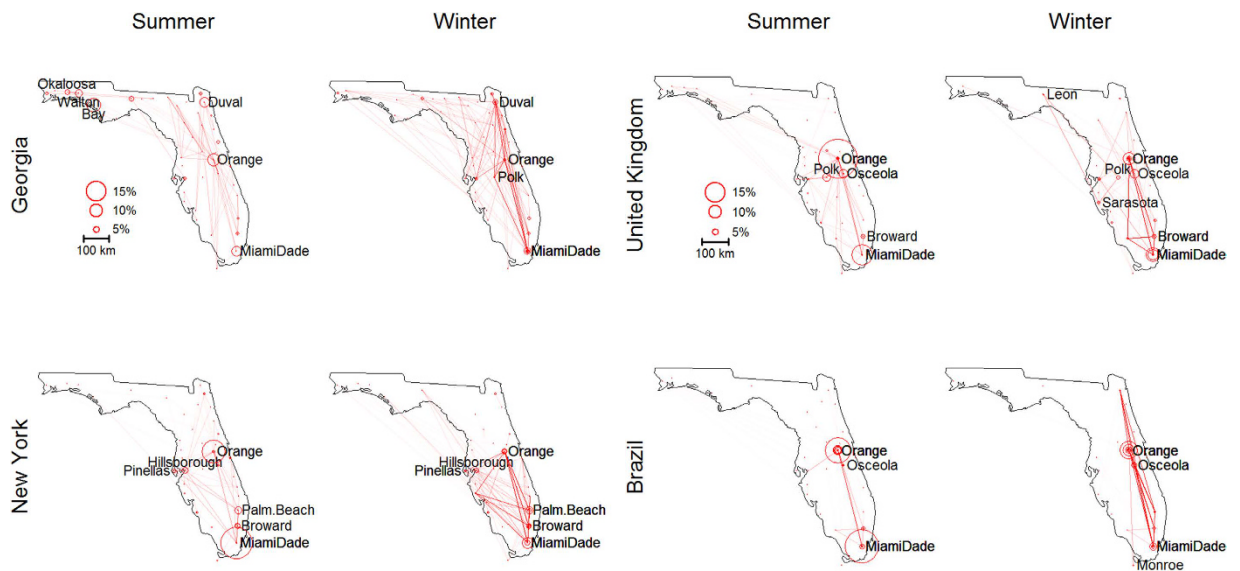 Summer
Winter
Summer
Winter
Georgia
Okaloosa
Walton
Bay
Duval
Orange
MiamiDade
15%
10%
5%
100 km
Duval
Orange
Polk
MiamiDade
United Kingdom
Orange
Polk
Osceola
Broward
MiamiDade
15%
10%
5%
100 km
Leon
Orange
Polk
Osceola
Sarasota
Broward
MiamiDade
New York
Orange
Hillsborough
Pinellas
Palm.Beach
Broward
MiamiDade
Orange
Hillsborough
Pinellas
Palm.Beach
Broward
MiamiDade
Brazil
Orange
Osceola
MiamiDade
Orange
Osceola
MiamiDade
Monroe